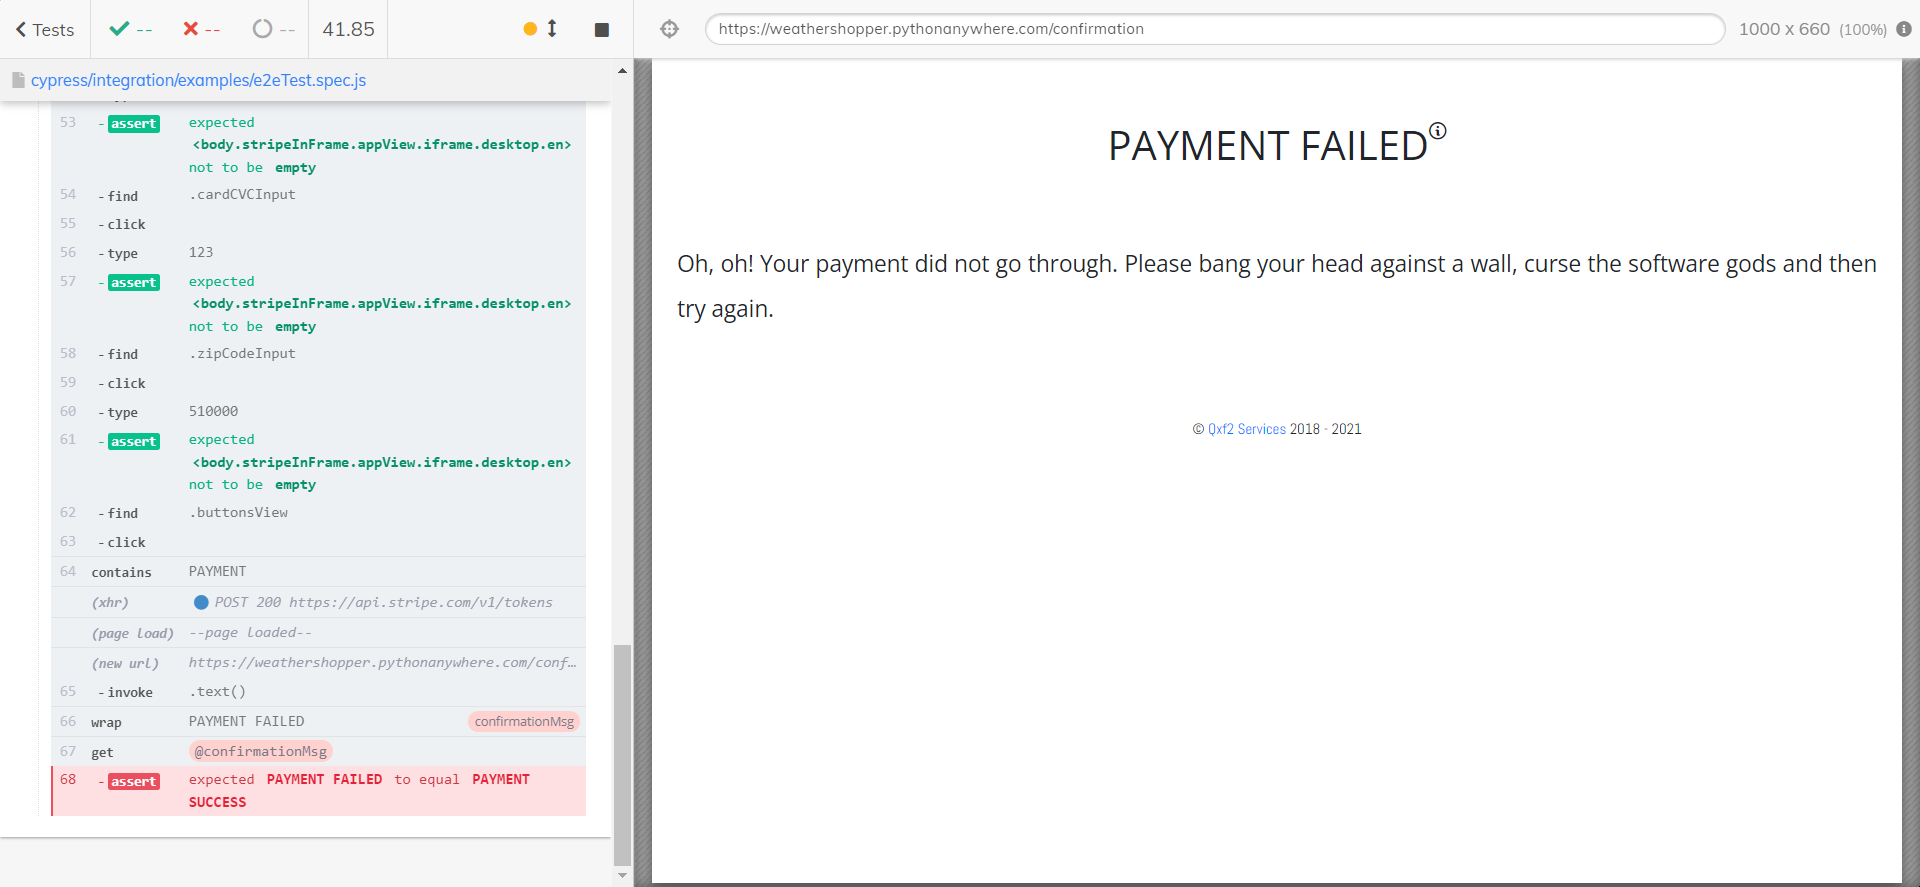 Tests -- -- -- 41.85
https://weathershopper.pythonanywhere.com/confirmation 1000 x 660 (100%)
cypress/integration/examples/e2eTest.spec.js
53 - assert expected
<body.stripeInFrame.appView.iframe.desktop.en>
not to be empty
54 - find .cardCVCInput
55 - click
56 - type 123
57 - assert expected
<body.stripeInFrame.appView.iframe.desktop.en>
not to be empty
58 - find .zipCodeInput
59 - click
60 - type 510000
61 - assert expected
<body.stripeInFrame.appView.iframe.desktop.en>
not to be empty
62 - find .buttonsView
63 - click
64 contains PAYMENT
(xhr) POST 200 https://api.stripe.com/v1/tokens
(page load) --page loaded--
(new url) https://weathershopper.pythonanywhere.com/conf…
65 - invoke .text()
66 wrap PAYMENT FAILED confirmationMsg
67 get @confirmationMsg
68 - assert expected PAYMENT FAILED to equal PAYMENT
SUCCESS
PAYMENT FAILED
Oh, oh! Your payment did not go through. Please bang your head against a wall, curse the software gods and then
try again.
© Qxf2 Services 2018 - 2021